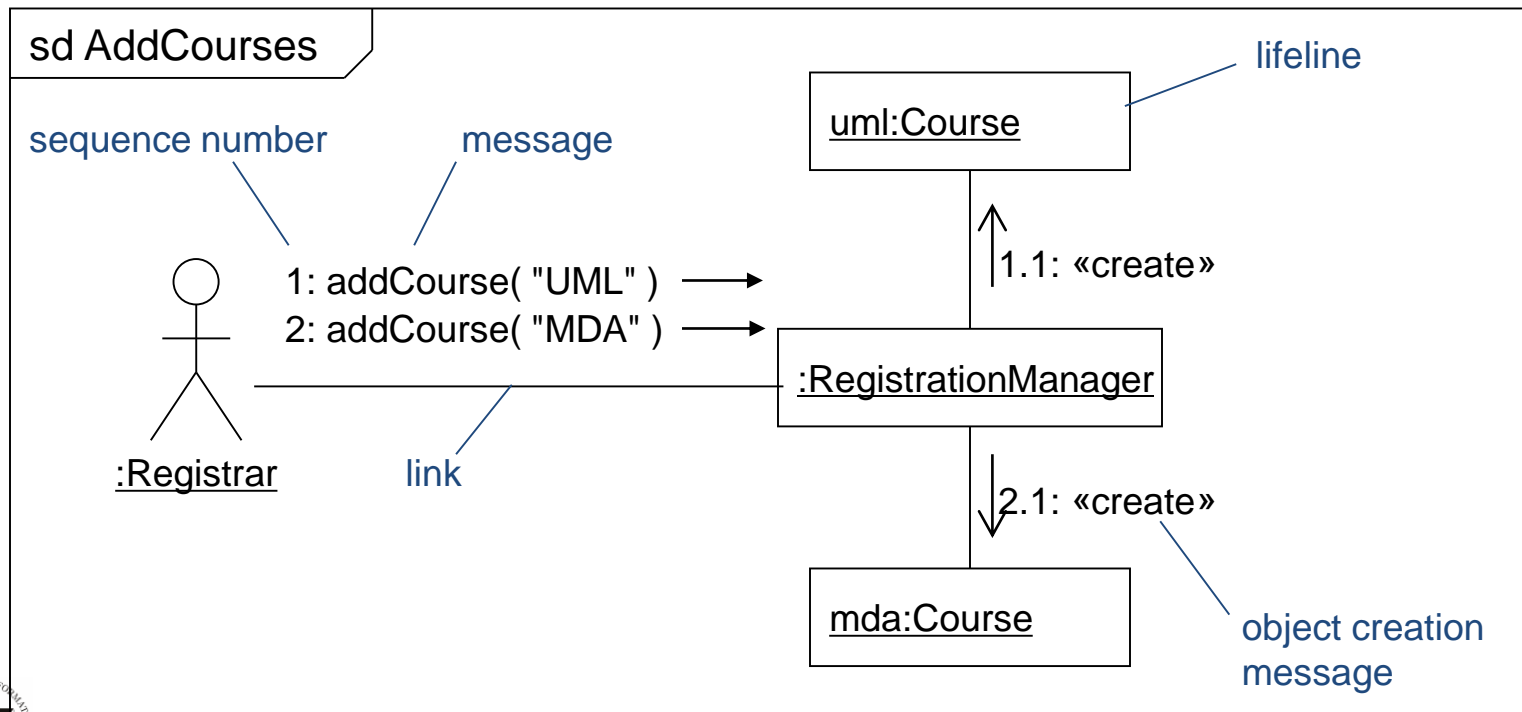 sd AddCourses
lifeline
uml:Course
sequence number
message
1.1: «create»
1: addCourse( "UML" )
2: addCourse( "MDA" )
:RegistrationManager
:Registrar
link
2.1: «create»
mda:Course
object creation
message